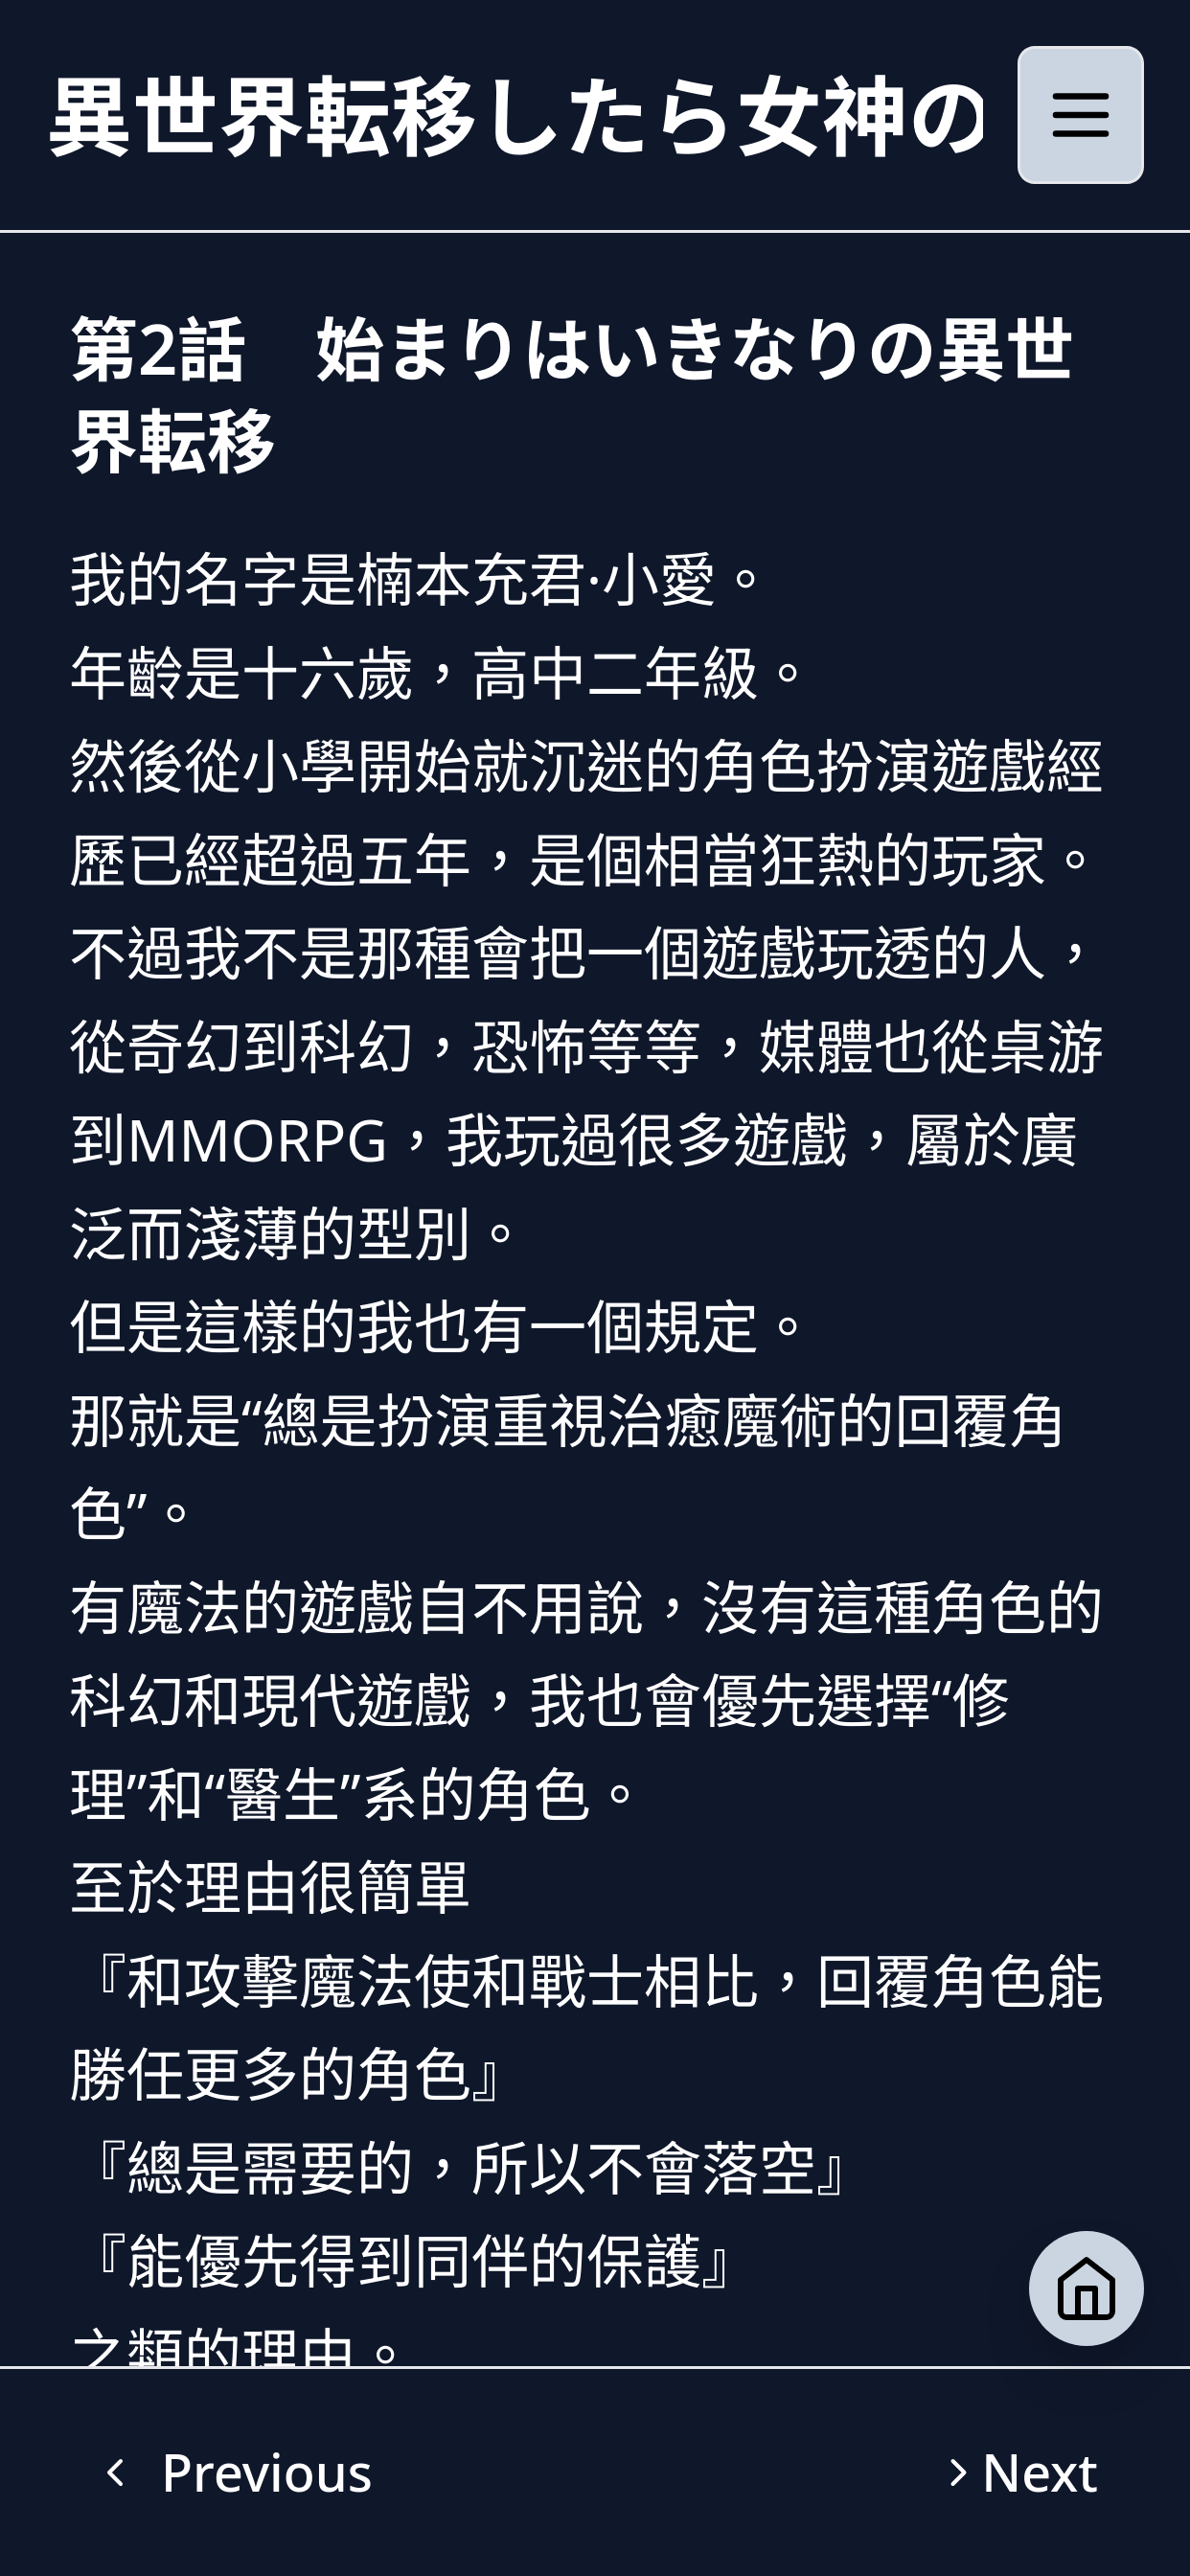 異世界転移したら女神の
第2話　始まりはいきなりの異世
界転移
我的名字是楠本充君·小愛。
年齡是十六歲，高中二年級。
然後從小學開始就沉迷的角色扮演遊戲經
歷已經超過五年，是個相當狂熱的玩家。
不過我不是那種會把一個遊戲玩透的人，
從奇幻到科幻，恐怖等等，媒體也從桌游
到MMORPG，我玩過很多遊戲，屬於廣
泛而淺薄的型別。
但是這樣的我也有一個規定。
那就是“總是扮演重視治癒魔術的回覆角
色”。
有魔法的遊戲自不用說，沒有這種角色的
科幻和現代遊戲，我也會優先選擇“修
理”和“醫生”系的角色。
至於理由很簡單
『和攻擊魔法使和戰士相比，回覆角色能
勝任更多的角色』
『總是需要的，所以不會落空』
『能優先得到同伴的保護』
之類的理由。
Previous
Next